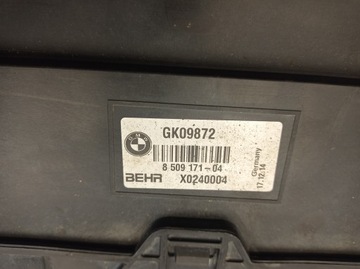 GK09872
8 509 171-04
BEHR X0240004
Germany
17.12.14